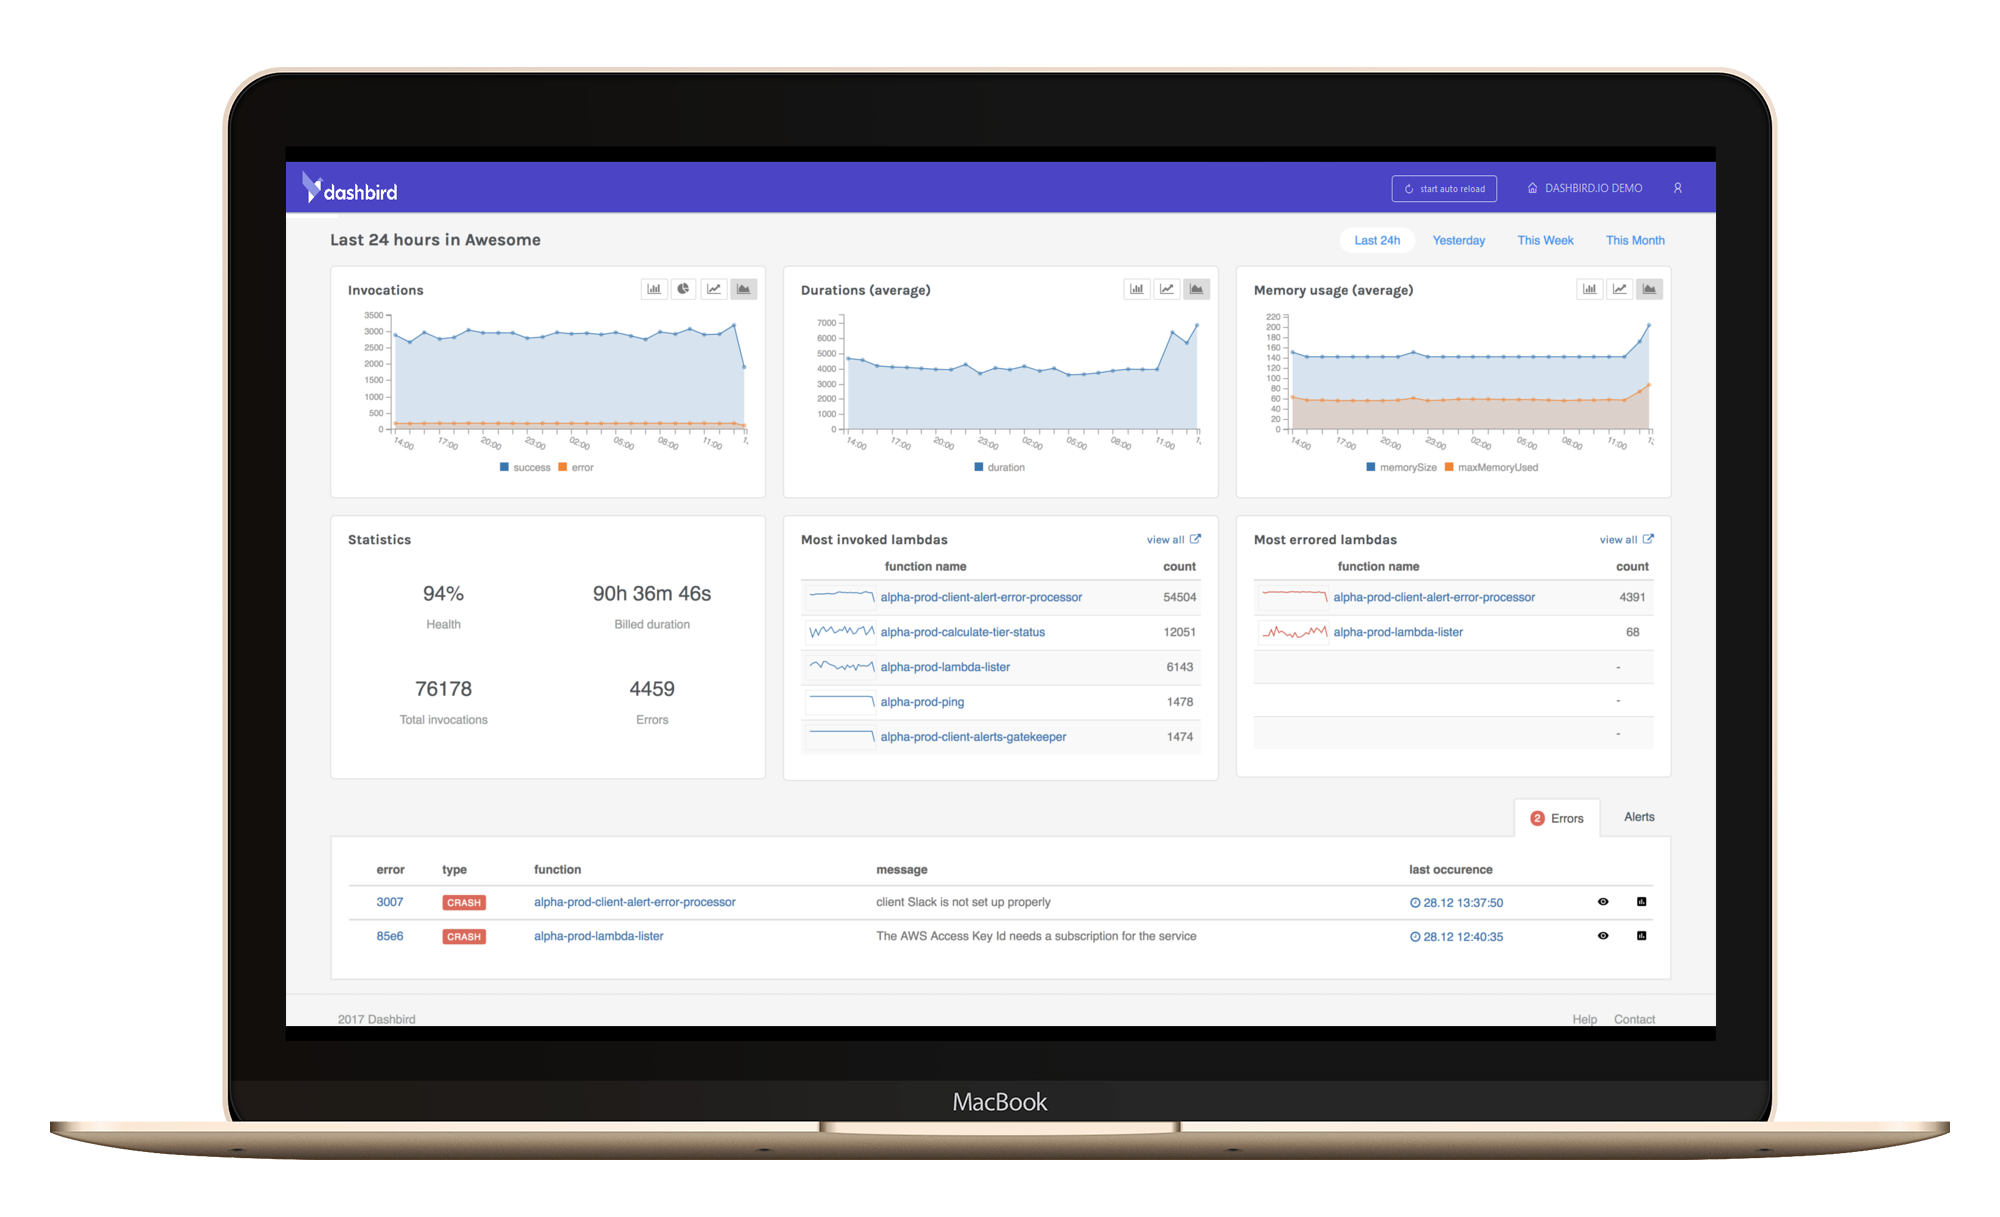 dashbird
start auto reload
DASHBIRD.IO DEMO
Last 24 hours in Awesome
Last 24h
Yesterday
This Week
This Month
Invocations
3500
3000
2500
2000
1500
1000
500
0
14:00 17:00 20:00 23:00 02:00 05:00 08:00 11:00
success error
Durations (average)
7000
6000
5000
4000
3000
2000
1000
0
14:00 17:00 20:00 23:00 02:00 05:00 08:00 11:00
duration
Memory usage (average)
220
200
180
160
140
120
100
80
60
40
20
0
14:00 17:00 20:00 23:00 02:00 05:00 08:00 11:00
memorySize maxMemoryUsed
Statistics
94%
Health
90h 36m 46s
Billed duration
76178
Total invocations
4459
Errors
Most invoked lambdas
view all
function name count
alpha-prod-client-alert-error-processor 54504
alpha-prod-calculate-tier-status 12051
alpha-prod-lambda-lister 6143
alpha-prod-ping 1478
alpha-prod-client-alerts-gatekeeper 1474
Most errored lambdas
view all
function name count
alpha-prod-client-alert-error-processor 4391
alpha-prod-lambda-lister 68
-
-
-
2 Errors
Alerts
error type function message last occurence
3007 CRASH alpha-prod-client-alert-error-processor client Slack is not set up properly 28.12 13:37:50
85e6 CRASH alpha-prod-lambda-lister The AWS Access Key Id needs a subscription for the service 28.12 12:40:35
2017 Dashbird
Help Contact
MacBook